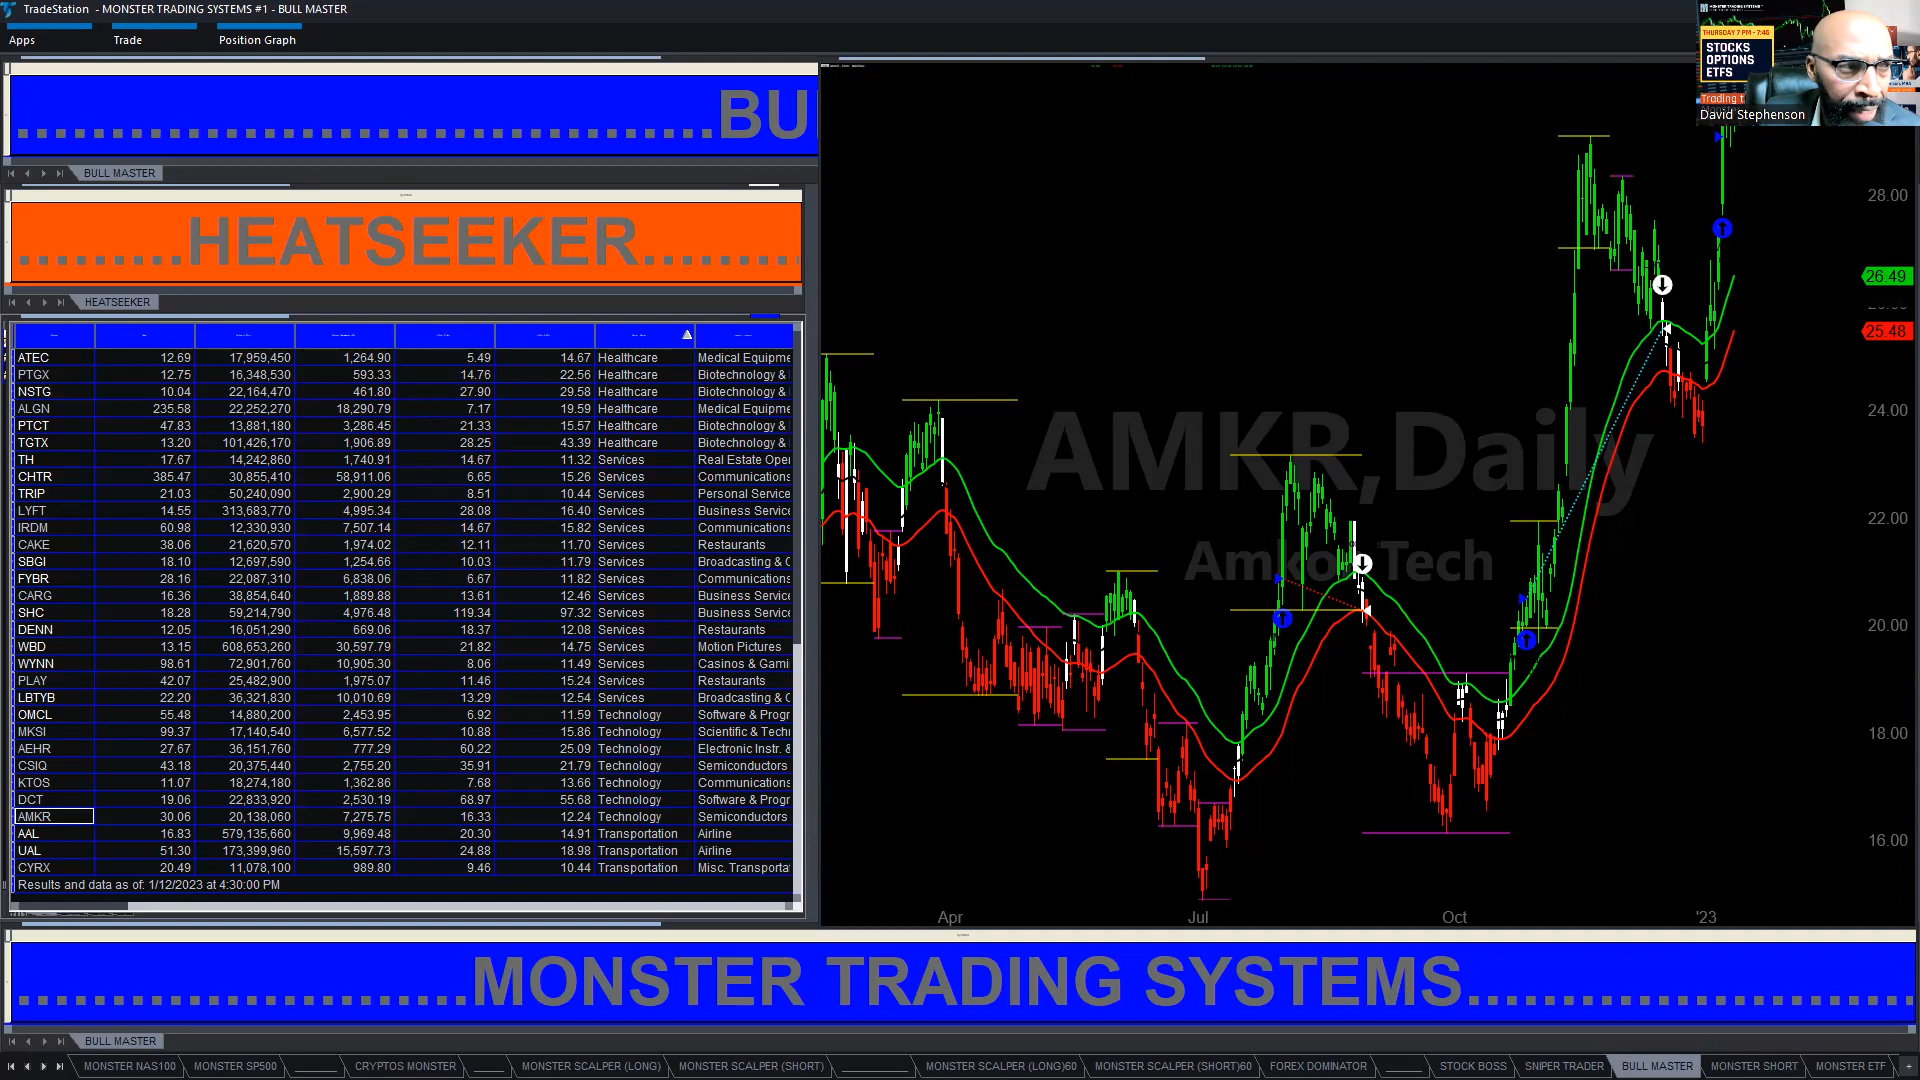 TradeStation - MONSTER TRADING SYSTEMS #1 - BULL MASTER
Apps Trade Position Graph
THURSDAY 7 PM - 7:45
STOCKS
OPTIONS
ETFS
Trading t
David Stephenson
BU
BULL MASTER
HEATSEEKER
HEATSEEKER
ATEC 12.69 17,959,450 1,264.90 5.49 14.67 Healthcare Medical Equipme
PTGX 12.75 16,348,530 593.33 14.76 22.56 Healthcare Biotechnology &
NSTG 10.04 22,164,470 461.80 27.90 29.58 Healthcare Biotechnology &
ALGN 235.58 22,252,270 18,290.79 7.17 19.59 Healthcare Medical Equipme
PTCT 47.83 13,881,180 3,286.45 21.33 15.57 Healthcare Biotechnology &
TGTX 13.20 101,426,170 1,906.89 28.25 43.39 Healthcare Biotechnology &
TH 17.67 14,242,860 1,740.91 14.67 11.32 Services Real Estate Oper
CHTR 385.47 30,855,410 58,911.06 6.65 15.26 Services Communications
TRIP 21.03 50,240,090 2,900.29 8.51 10.44 Services Personal Service
LYFT 14.55 313,683,770 4,995.34 28.08 16.40 Services Business Servic
IRDM 60.98 12,330,930 7,507.14 14.67 15.82 Services Communications
CAKE 38.06 21,620,570 1,974.02 12.11 11.70 Services Restaurants
SBGI 18.10 12,697,590 1,254.66 10.03 11.79 Services Broadcasting & C
FYBR 28.16 22,087,310 6,838.06 6.67 11.82 Services Communications
CARG 16.36 38,854,640 1,889.88 13.61 12.46 Services Business Servic
SHC 18.28 59,214,790 4,976.48 119.34 97.32 Services Business Servic
DENN 12.05 16,051,290 669.06 18.37 12.08 Services Restaurants
WBD 13.15 608,653,260 30,597.79 21.82 14.75 Services Motion Pictures
WYNN 98.61 72,901,760 10,905.30 8.06 11.49 Services Casinos & Gami
PLAY 42.07 25,482,900 1,975.07 11.46 15.24 Services Restaurants
LBTYB 22.20 36,321,830 10,010.69 13.29 12.54 Services Broadcasting & C
OMCL 55.48 14,880,200 2,453.95 6.92 11.59 Technology Software & Progr
MKSI 99.37 17,140,540 6,577.52 10.88 15.86 Technology Scientific & Tech
AEHR 27.67 36,151,760 777.29 60.22 25.09 Technology Electronic Instr. &
CSIQ 43.18 20,375,440 2,755.20 35.91 21.79 Technology Semiconductors
KTOS 11.07 18,274,180 1,362.86 7.68 13.66 Technology Communications
DCT 19.06 22,833,920 2,530.19 68.97 55.68 Technology Software & Progr
AMKR 30.06 20,138,060 7,275.75 16.33 12.24 Technology Semiconductors
AAL 16.83 579,135,660 9,969.48 20.30 14.91 Transportation Airline
UAL 51.30 173,399,960 15,597.73 24.88 18.98 Transportation Airline
CYRX 20.49 11,078,100 989.80 9.46 10.44 Transportation Misc. Transporta
Results and data as of: 1/12/2023 at 4:30:00 PM
AMKR,Daily
Amkor Tech
28.00
26.49
25.48
24.00
22.00
20.00
18.00
16.00
Apr Jul Oct '23
MONSTER TRADING SYSTEMS
BULL MASTER
MONSTER NAS100 MONSTER SP500 CRYPTOS MONSTER MONSTER SCALPER (LONG) MONSTER SCALPER (SHORT) MONSTER SCALPER (LONG)60 MONSTER SCALPER (SHORT)60 FOREX DOMINATOR STOCK BOSS SNIPER TRADER BULL MASTER MONSTER SHORT MONSTER ETF